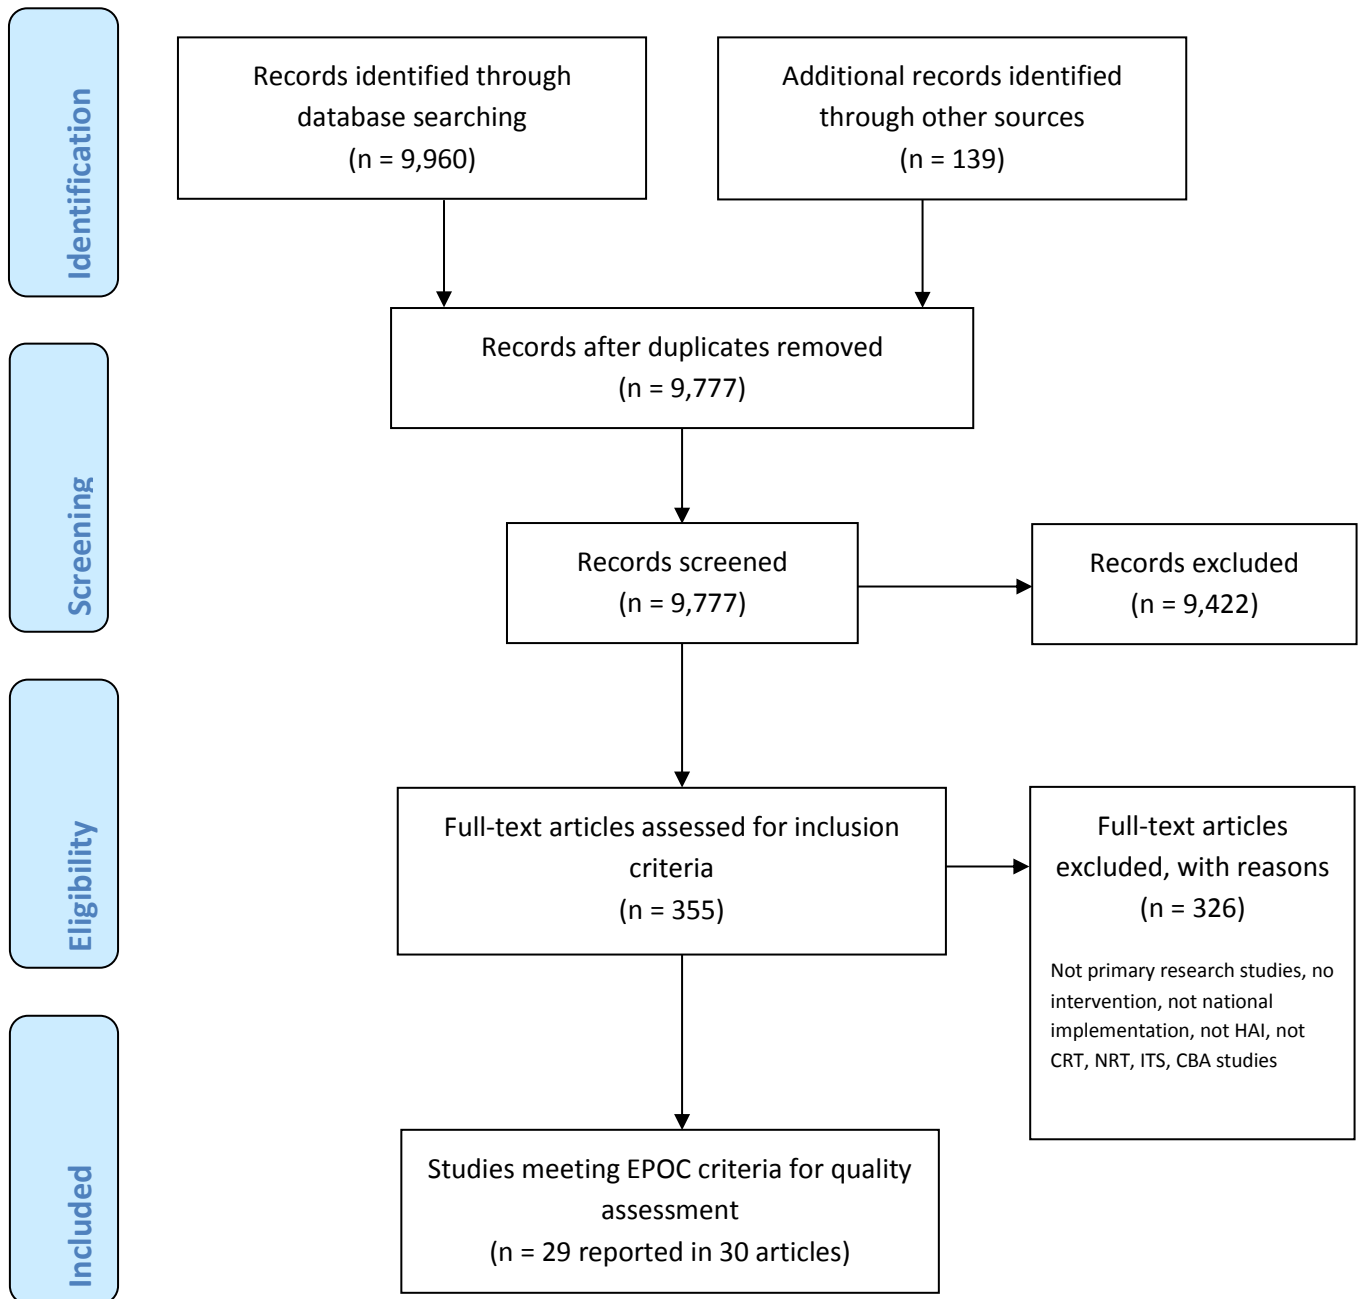 Identification
Records identified through
database searching
(n = 9,960)
Additional records identified
through other sources
(n = 139)
Records after duplicates removed
(n = 9,777)
Screening
Records screened
(n = 9,777)
Records excluded
(n = 9,422)
Eligibility
Full-text articles assessed for inclusion
criteria
(n = 355)
Full-text articles
excluded, with reasons
(n = 326)
Not primary research studies, no
intervention, not national
implementation, not HAI, not
CRT, NRT, ITS, CBA studies
Included
Studies meeting EPOC criteria for quality
assessment
(n = 29 reported in 30 articles)